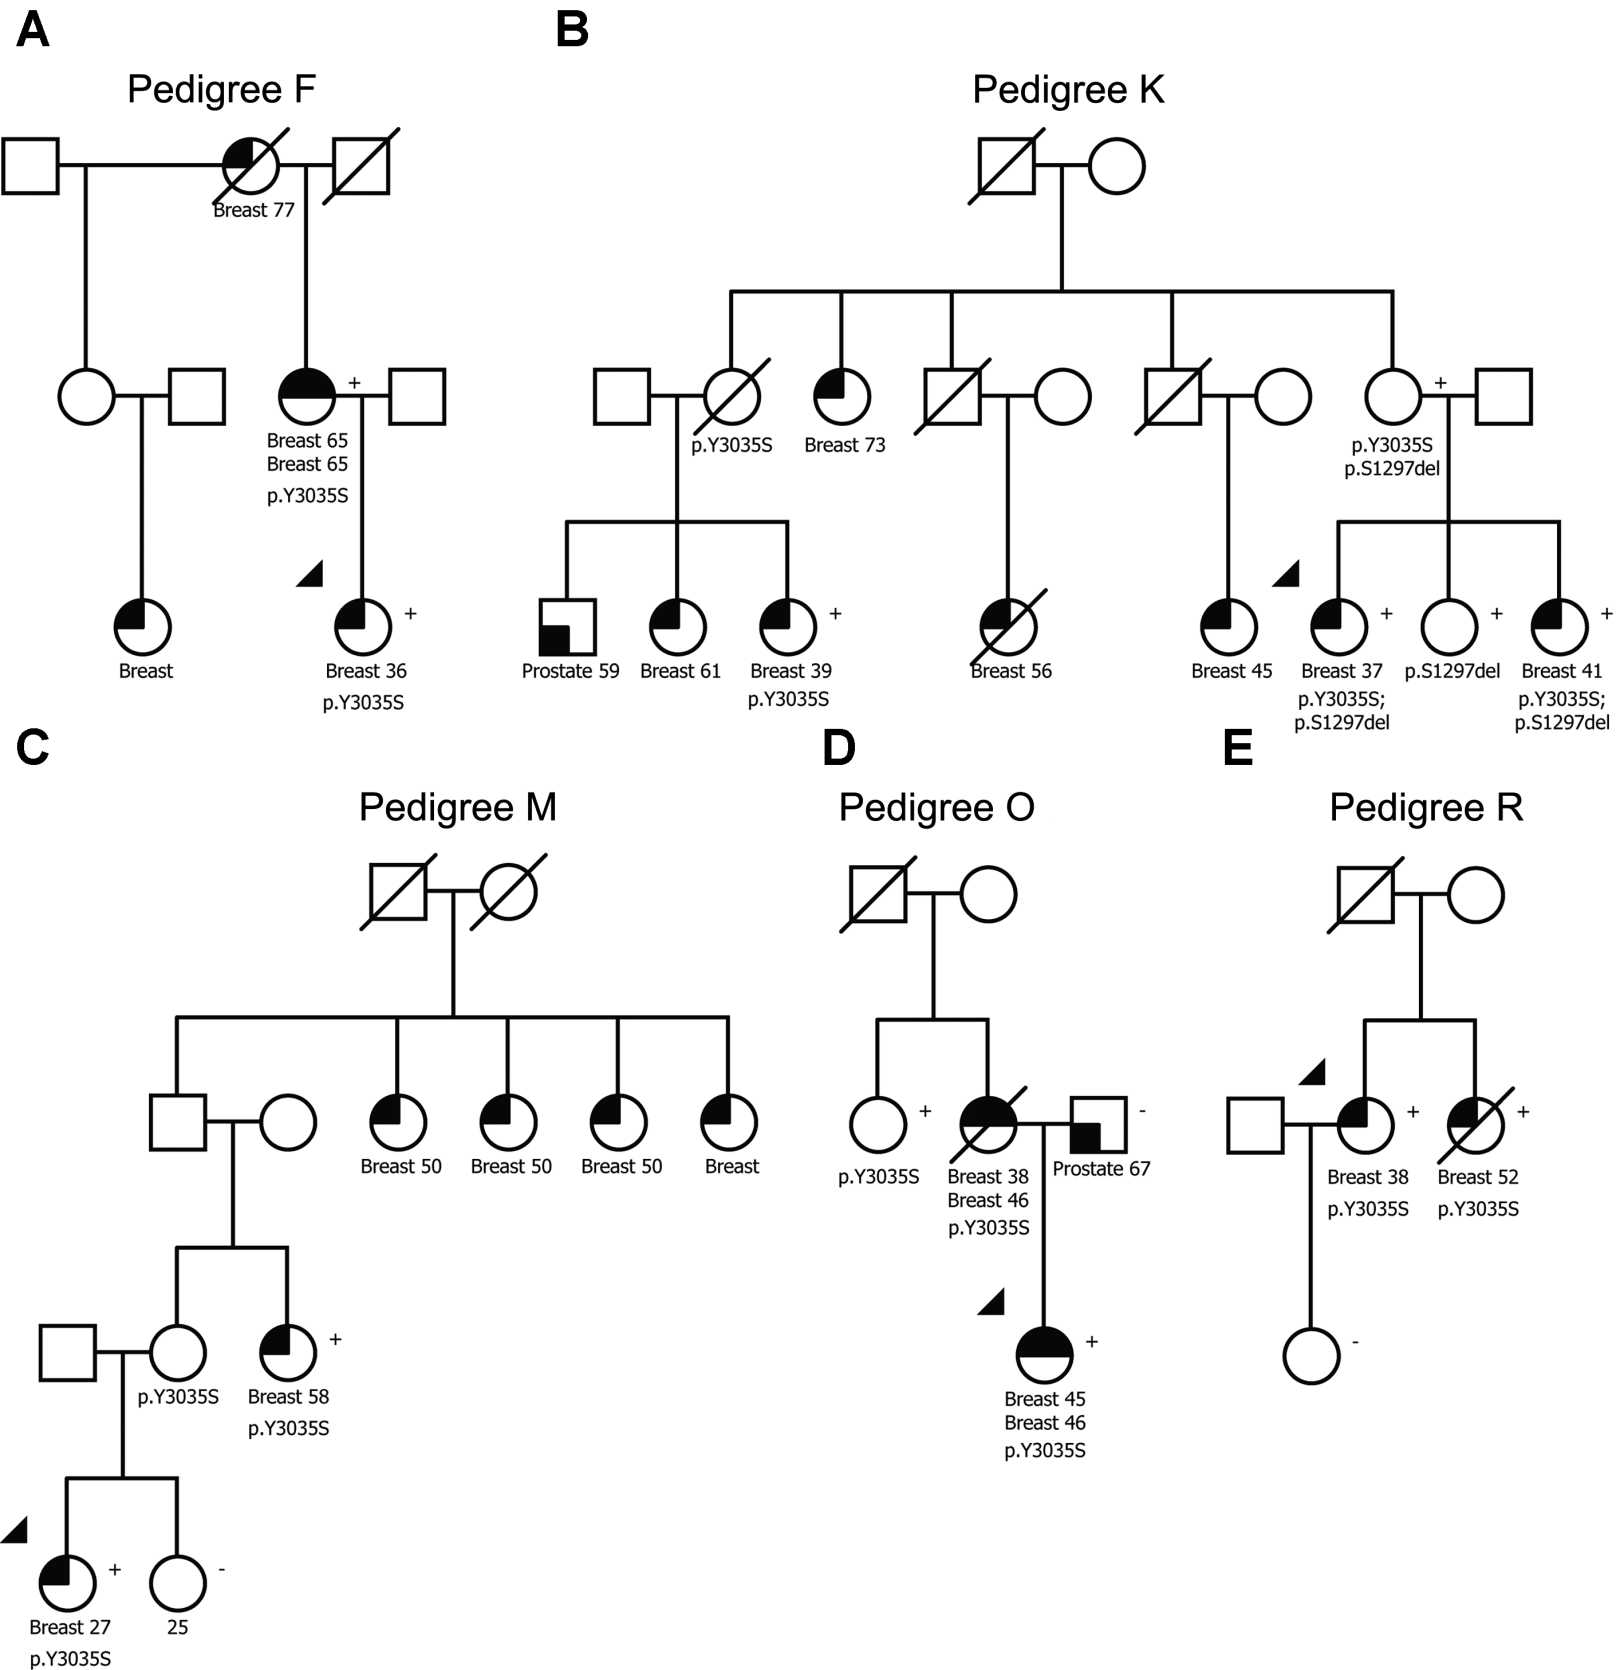 A
B
Pedigree F
Pedigree K
Breast 77
+
Breast 65
Breast 65
p.Y3035S
+
Breast
Breast 36
p.Y3035S
p.Y3035S
Breast 73
+
p.Y3035S
p.S1297del
Prostate 59
Breast 61
+
Breast 39
p.Y3035S
Breast 56
Breast 45
+
Breast 37
p.Y3035S;
p.S1297del
+
p.S1297del
+
Breast 41
p.Y3035S;
p.S1297del
C
D
E
Pedigree M
Pedigree O
Pedigree R
Breast 50
Breast 50
Breast 50
Breast
p.Y3035S
+
Breast 58
p.Y3035S
+
Breast 27
p.Y3035S
-
25
+
p.Y3035S
Breast 38
Breast 46
p.Y3035S
-
Prostate 67
+
Breast 45
Breast 46
p.Y3035S
+
Breast 38
p.Y3035S
+
Breast 52
p.Y3035S
-